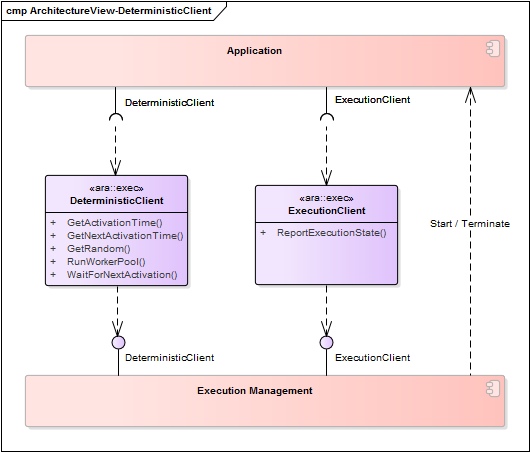 cmp ArchitectureView-DeterministicClient
Application
DeterministicClient
ExecutionClient
«ara::exec»
DeterministicClient
+ GetActivationTime()
+ GetNextActivationTime()
+ GetRandom()
+ RunWorkerPool()
+ WaitForNextActivation()
«ara::exec»
ExecutionClient
+ ReportExecutionState()
Start / Terminate
DeterministicClient
ExecutionClient
Execution Management